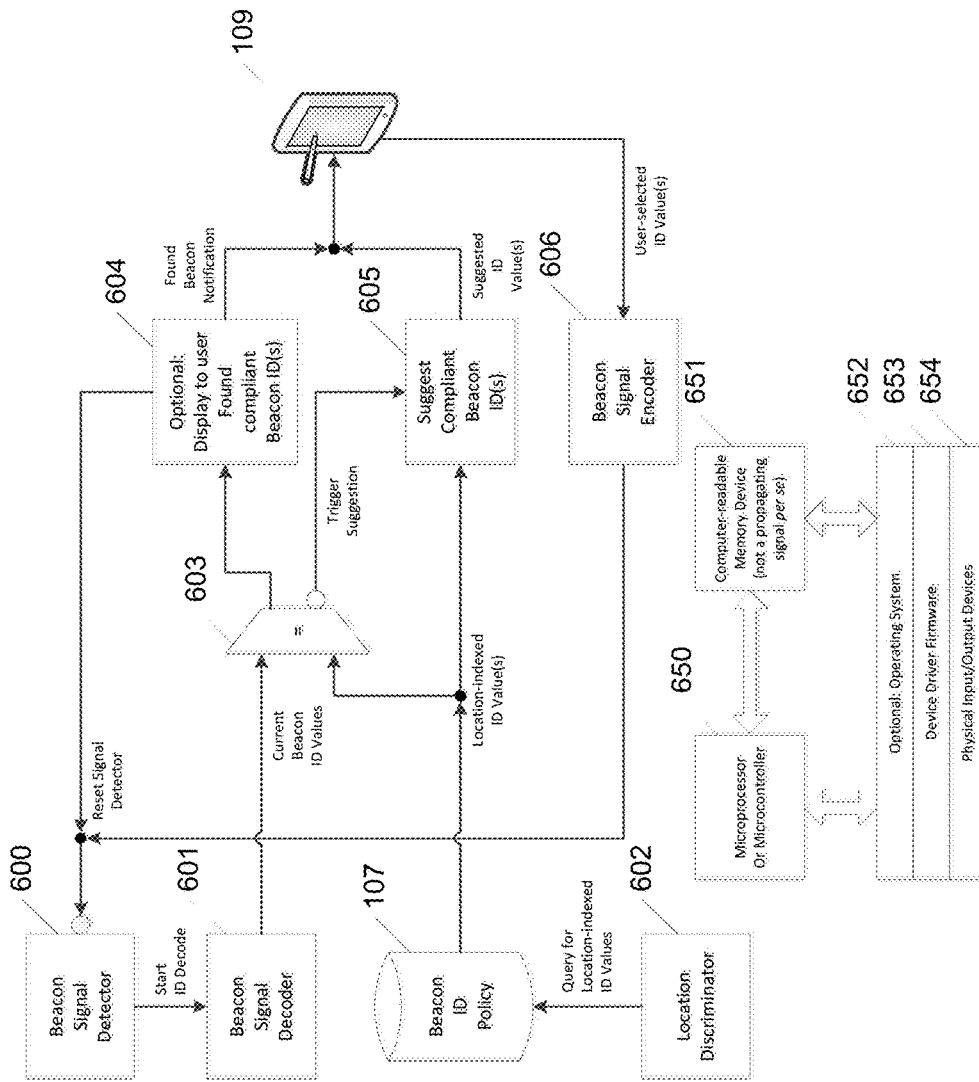 600
Beacon
Signal
Detector
Reset Signal
Detector
Start
ID Decode
601
Beacon
Signal
Decoder
Current
Beacon
ID Values
603
=
Trigger
Suggestion
604
Optional:
Display to user
Found
compliant
Beacon ID(s)
Found
Beacon
Notification
109
107
Beacon
ID
Policy
Location-indexed
ID Value(s)
605
Suggest
Compliant
Beacon
ID(s)
Suggested
ID
Value(s)
Query for
Location-indexed
ID Values
602
Location
Discriminator
606
Beacon
Signal
Encoder
User-selected
ID Value(s)
650
Microprocessor
Or Microcontroller
651
Computer-readable
Memory Device
(not a propagating
signal per se).
652
653
654
Optional: Operating System
Device Driver Firmware
Physical Input/Output Devices